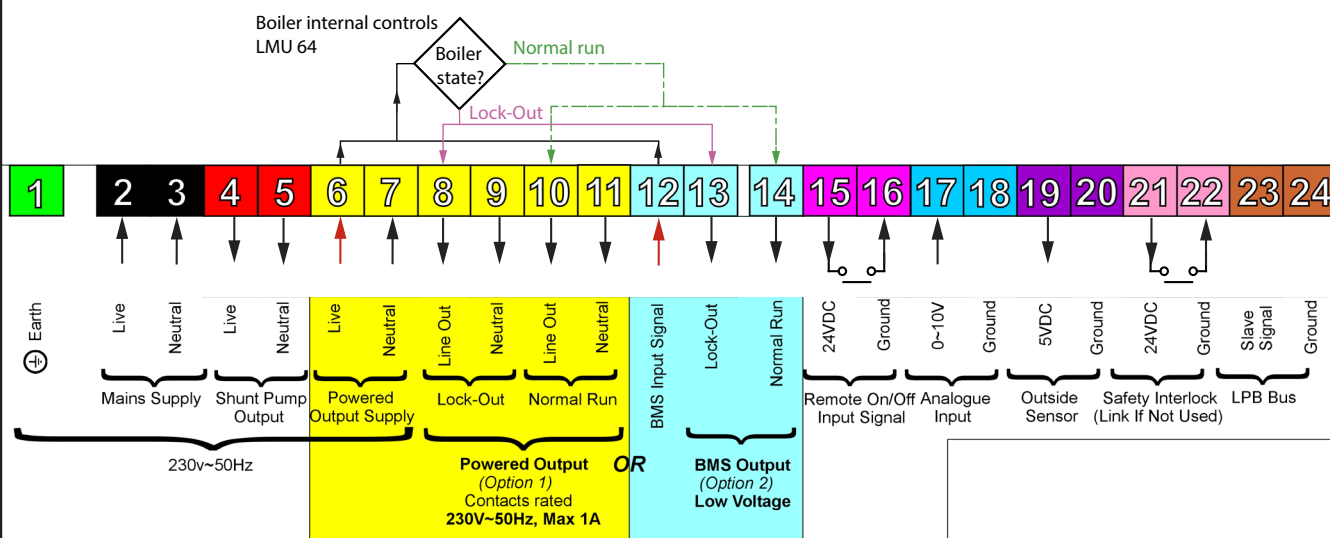 Boiler internal controls
LMU 64
Boiler
state?
Normal run
Lock-Out
1 2 3 4 5 6 7 8 9 10 11 12 13 14 15 16 17 18 19 20 21 22 23 24
Earth
Live
Neutral
Live
Neutral
Live
Neutral
Line Out
Neutral
Line Out
Neutral
BMS Input Signal
Lock-Out
Normal Run
24VDC
Ground
0~10V
Ground
5VDC
Ground
24VDC
Ground
Slave
Signal
Ground
Mains Supply
Shunt Pump
Output
Powered
Output Supply
Lock-Out
Normal Run
Remote On/Off
Input Signal
Analogue
Input
Outside
Sensor
Safety Interlock
(Link If Not Used)
LPB Bus
230v~50Hz
Powered Output
(Option 1)
Contacts rated
230V~50Hz, Max 1A
OR
BMS Output
(Option 2)
Low Voltage